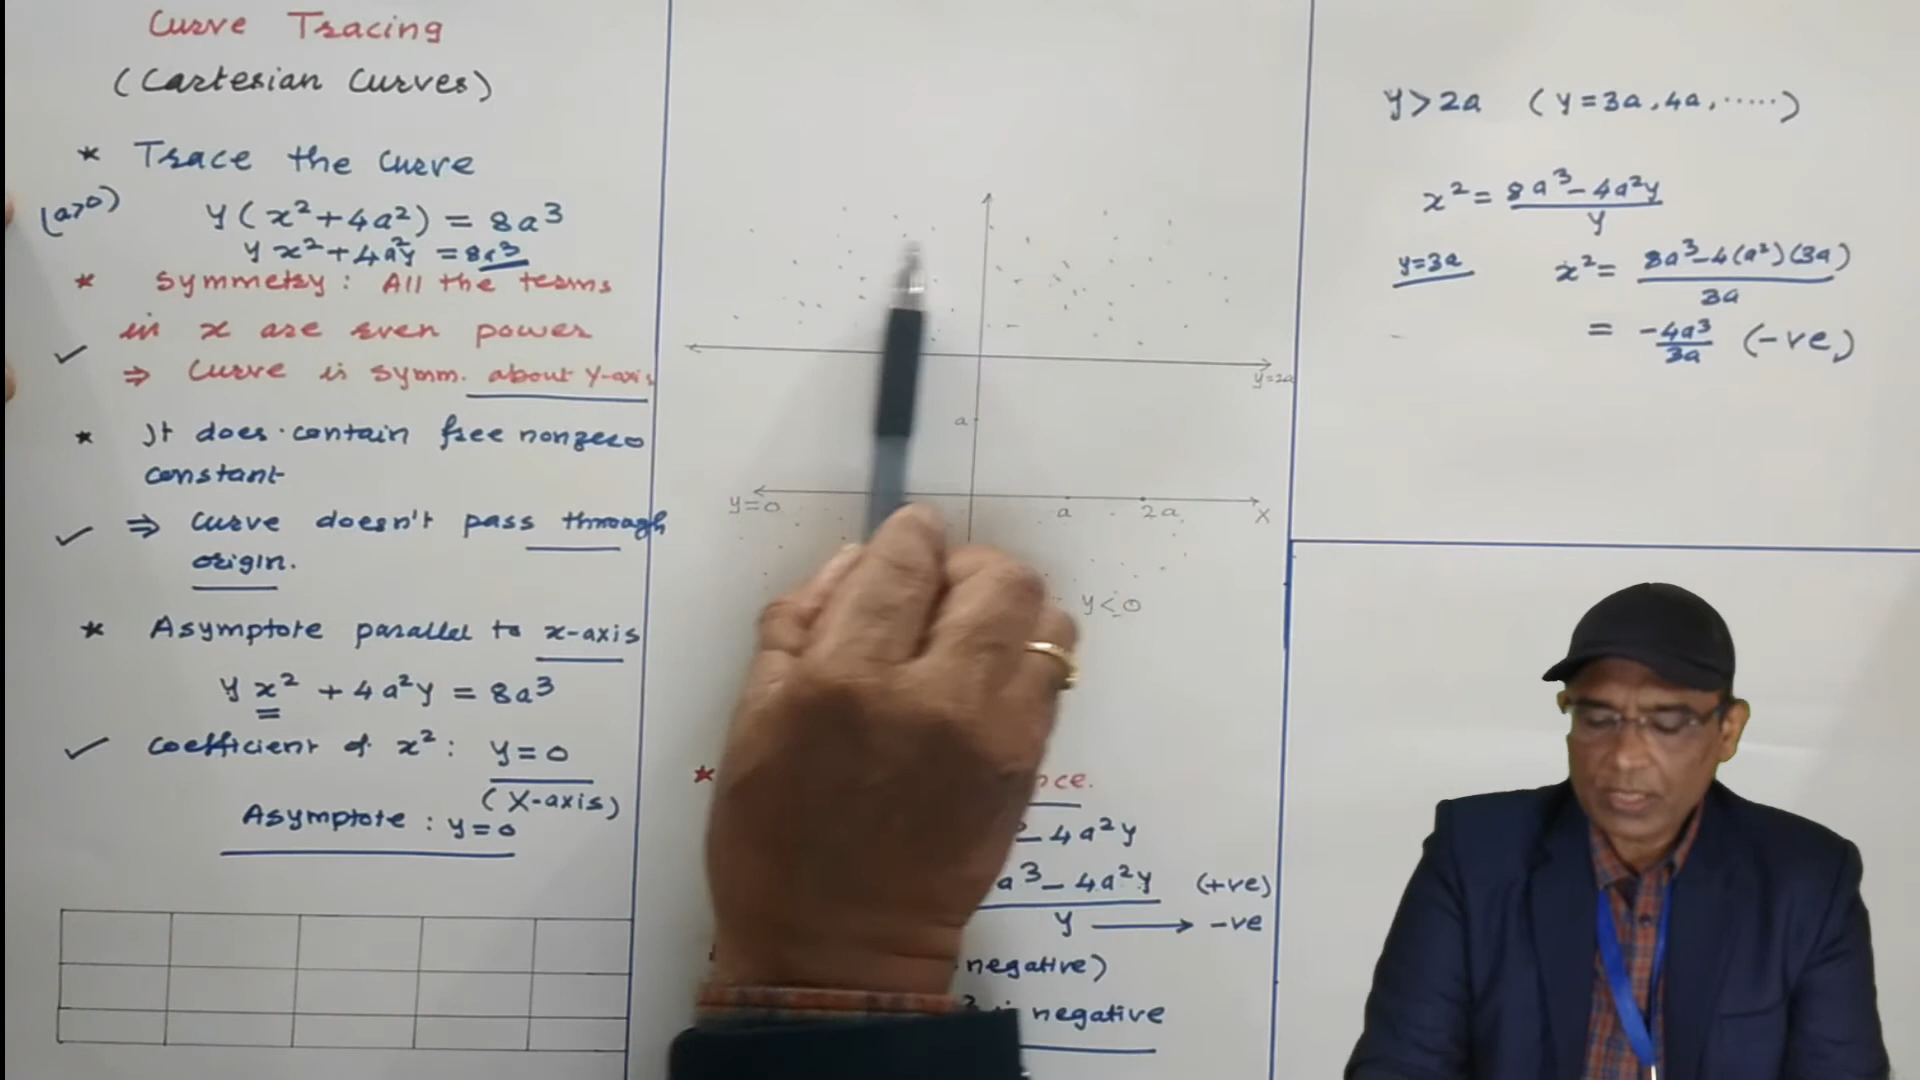 Curve Tracing
(Cartesian Curves)
* Trace the curve
(a>0)
y(x²+4a²) = 8a³
yx²+4a²y = 8a³
* Symmetry: All the terms
in x are even power
⇒ Curve is symm. about Y-axis
* It does contain free nonzero
constant
⇒ Curve doesn't pass through
origin.
* Asymptote parallel to x-axis
yx² + 4a²y = 8a³
Coefficient of x²: y=0
(X-axis)
Asymptote : y=0
y=2a
a
y=0
a 2a X
y<0
*
- 4a²y
a³- 4a²y (+ve)
y → -ve
negative)
negative
y>2a (y=3a, 4a, .....)
x² = 8a³-4a²y / y
y=3a x² = 8a³-4(a²)(3a) / 3a
= -4a³ / 3a (-ve)